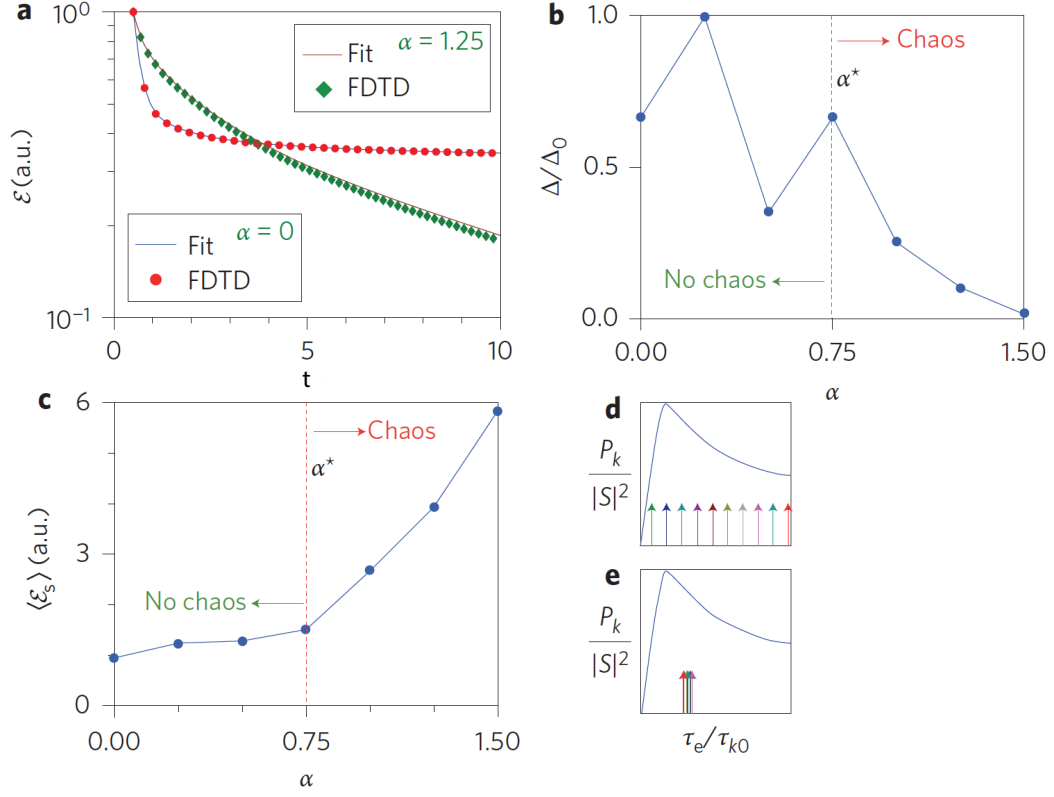 a
10⁰
ℰ (a.u.)
10⁻¹
α = 1.25
Fit
FDTD
α = 0
Fit
FDTD
0
5
10
t
b
1.0
0.5
0.0
Δ/Δ₀
Chaos
α*
No chaos
0.00
0.75
1.50
α
c
6
3
0
⟨ℰₛ⟩ (a.u.)
Chaos
α*
No chaos
0.00
0.75
1.50
α
d
Pₖ
|S|²
e
Pₖ
|S|²
τₑ/τₖ₀